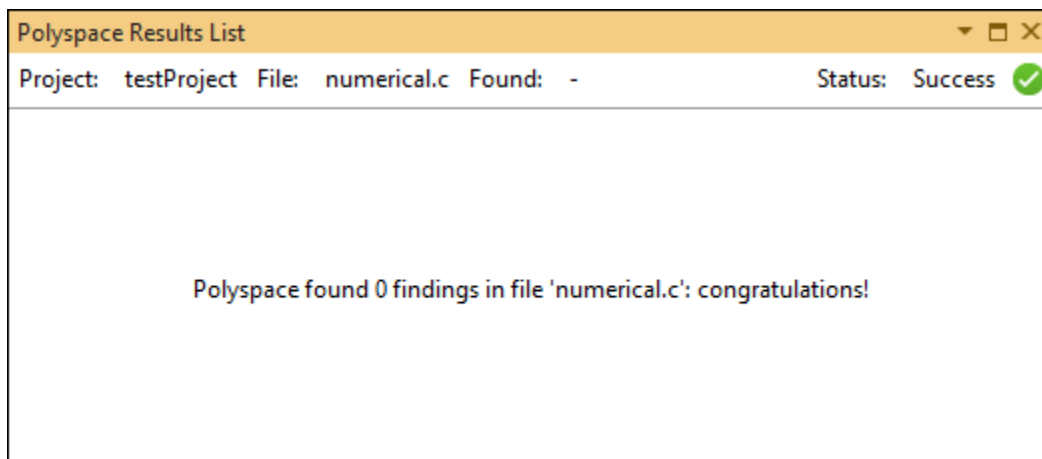 Polyspace Results List
Project: testProject File: numerical.c Found: - Status: Success
Polyspace found 0 findings in file 'numerical.c': congratulations!